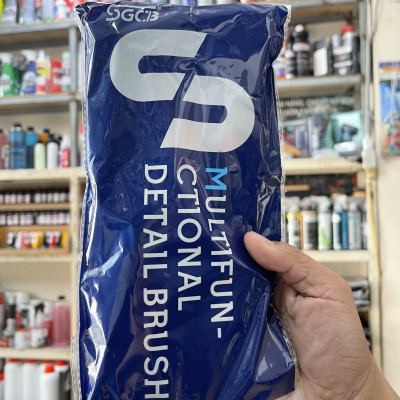 SGCB
MULTIFUN-
CTIONAL
DETAIL BRUSH